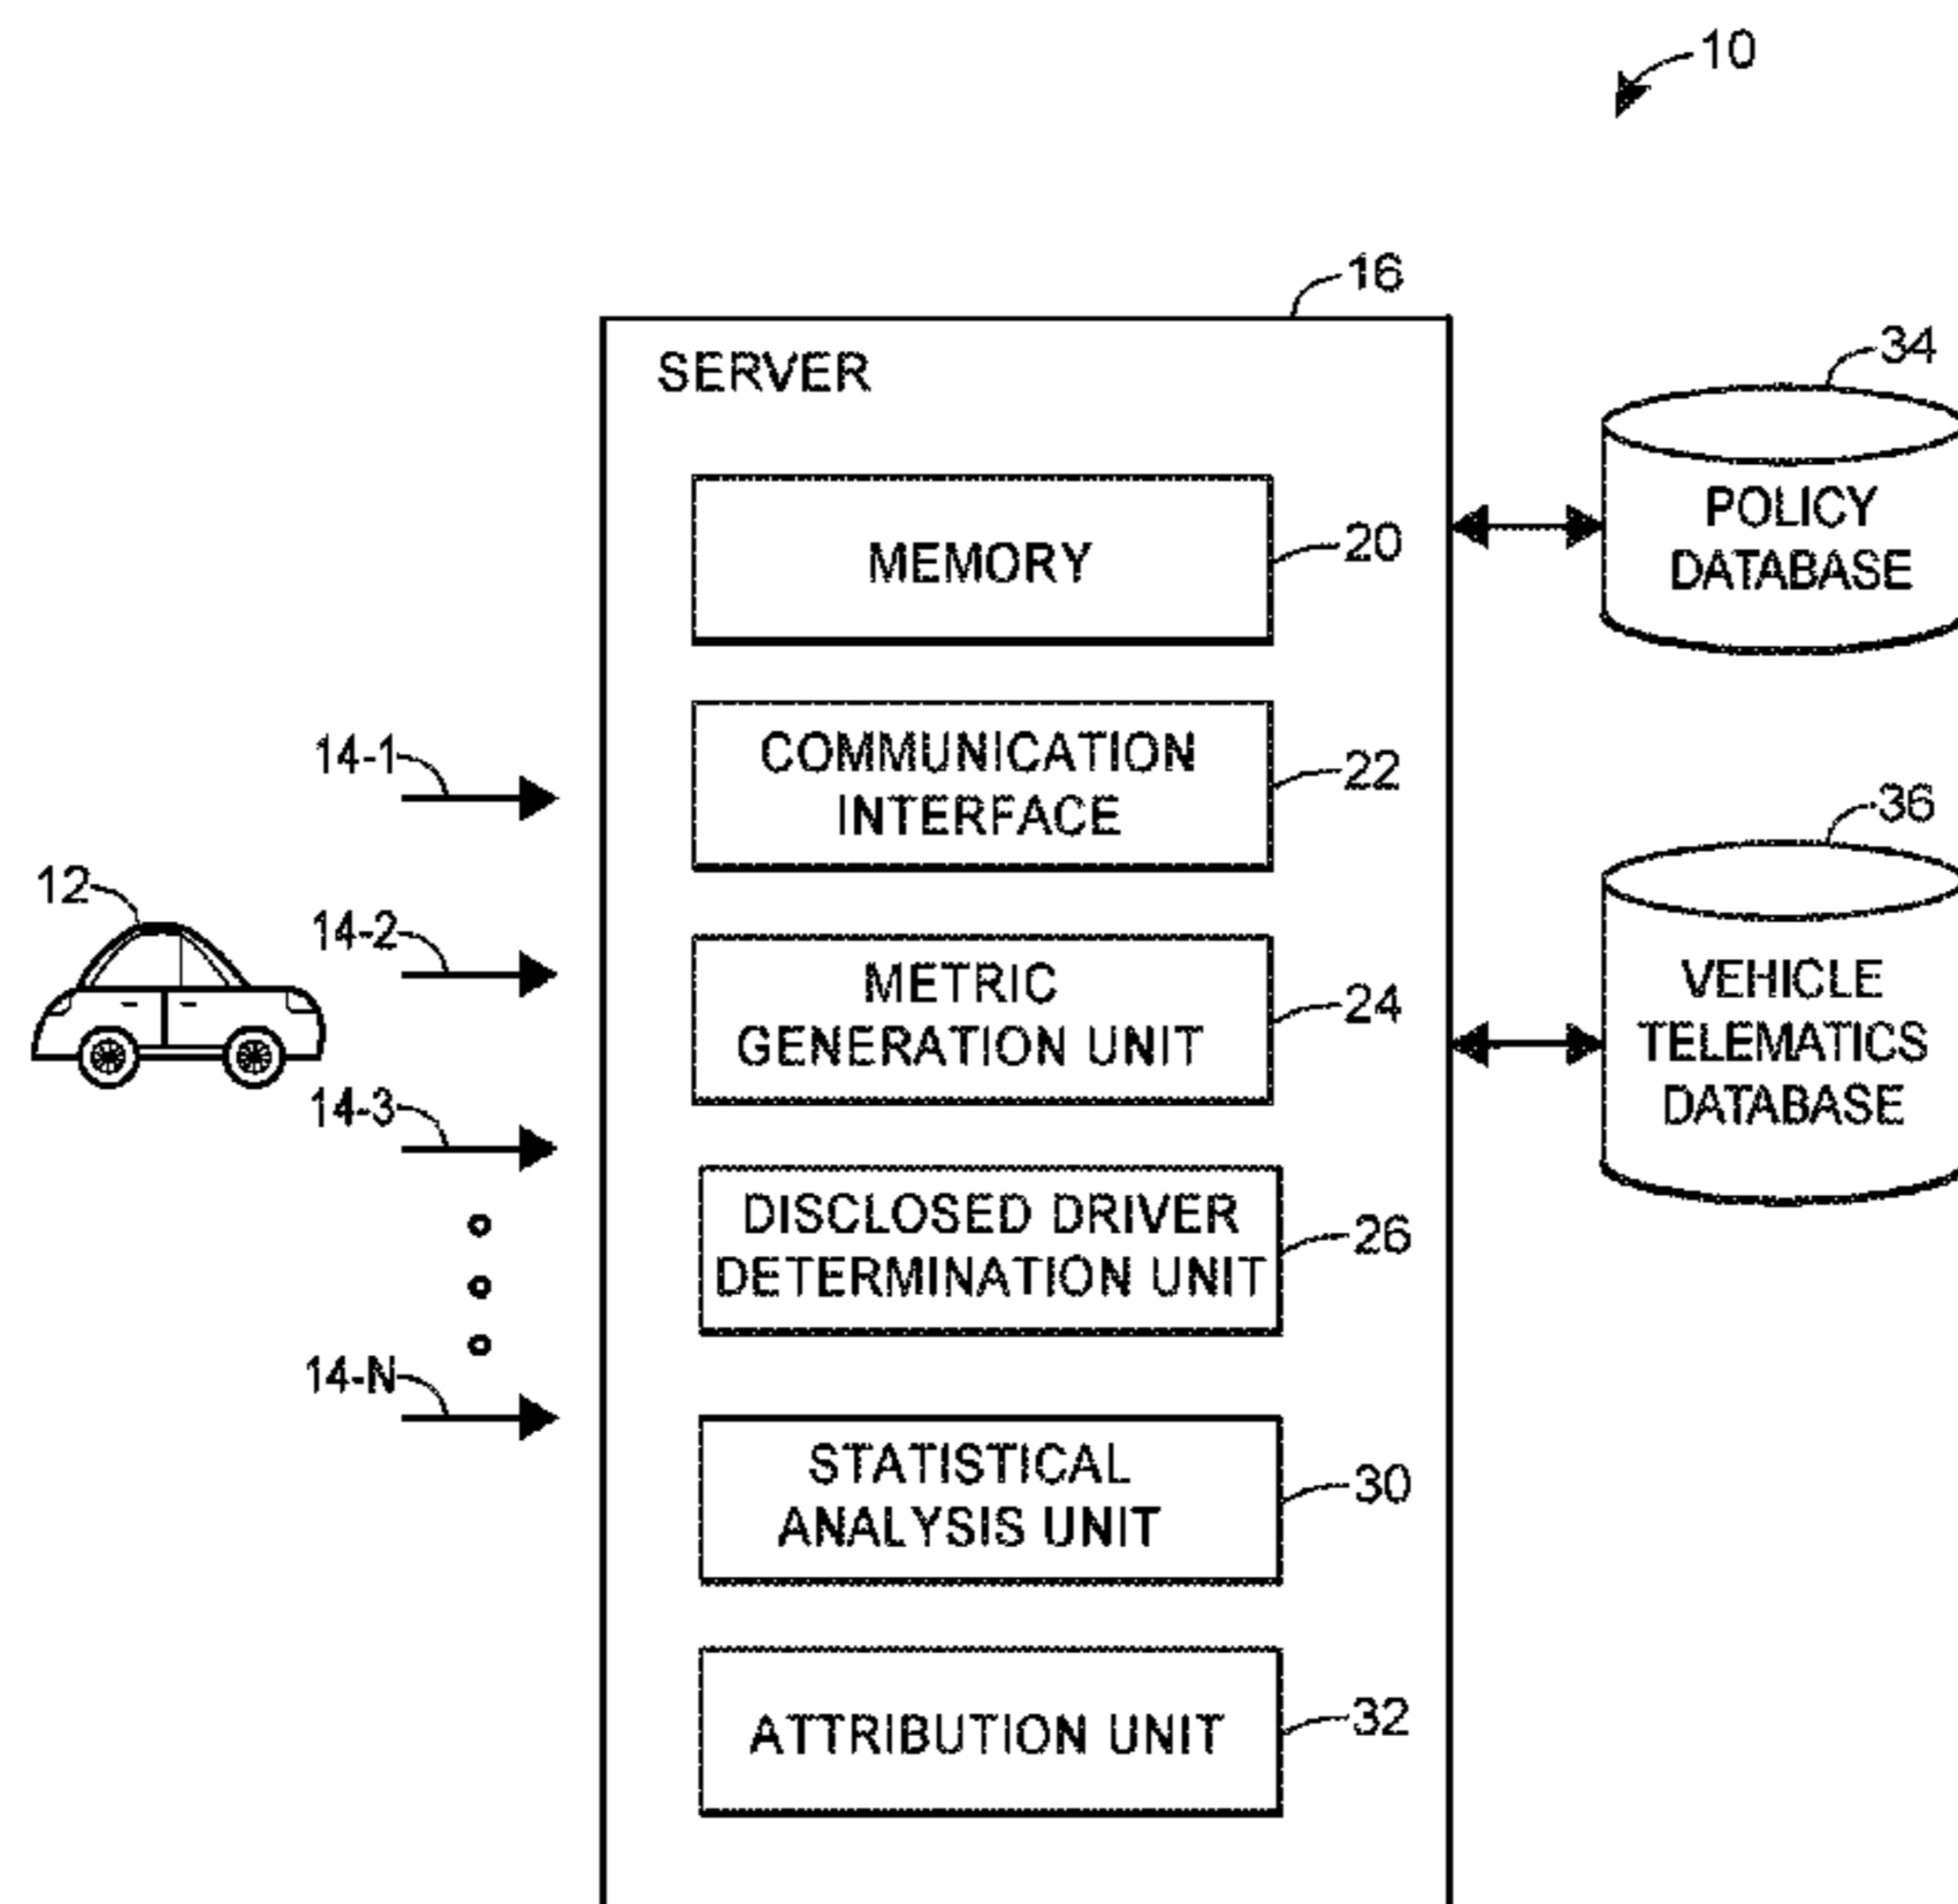 10
16
SERVER
34
POLICY
DATABASE
MEMORY
20
COMMUNICATION
INTERFACE
22
14-1
36
12
14-2
METRIC
GENERATION UNIT
24
VEHICLE
TELEMATICS
DATABASE
14-3
DISCLOSED DRIVER
DETERMINATION UNIT
26
14-N
STATISTICAL
ANALYSIS UNIT
30
ATTRIBUTION UNIT
32